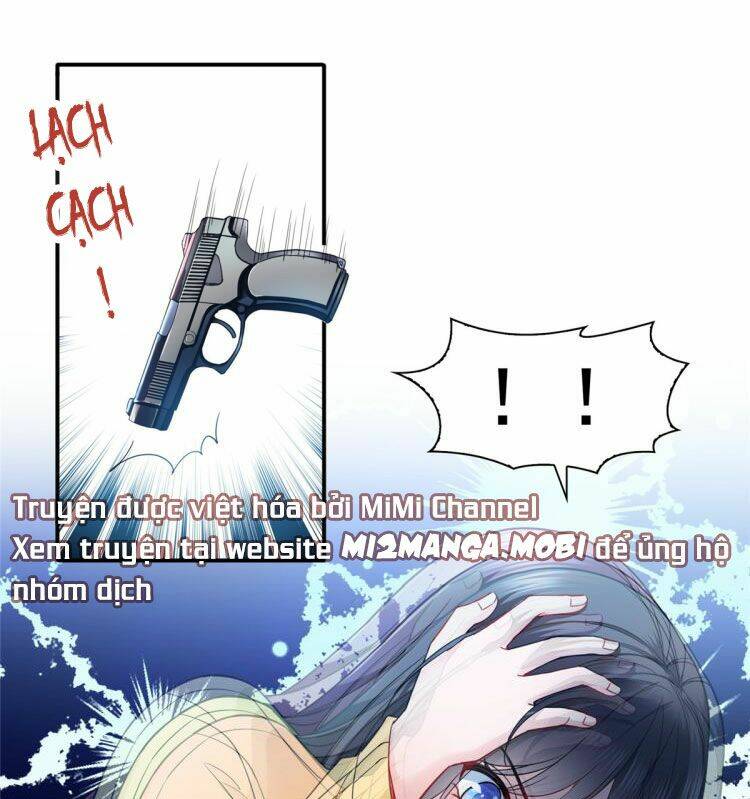 LẠCH
CẠCH
!
! !
Truyện được việt hóa bởi MiMi Channel
Xem truyện tại website MI2MANGA.MOBI để ủng hộ
nhóm dịch